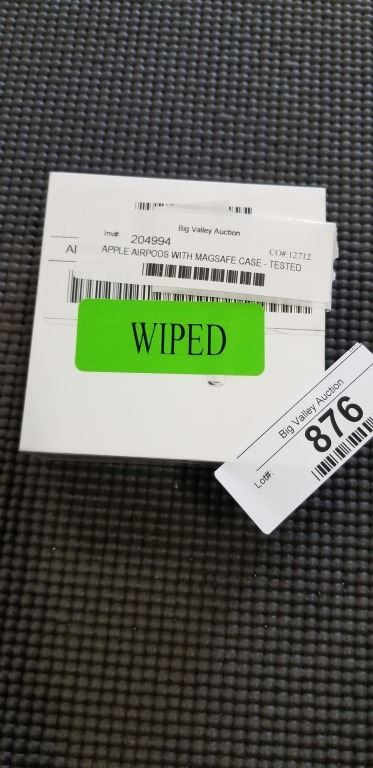 Big Valley Auction
Inv#: 204994
CO#:12712
APPLE AIRPODS WITH MAGSAFE CASE - TESTED
WIPED
Big Valley Auction
876
Lot#: